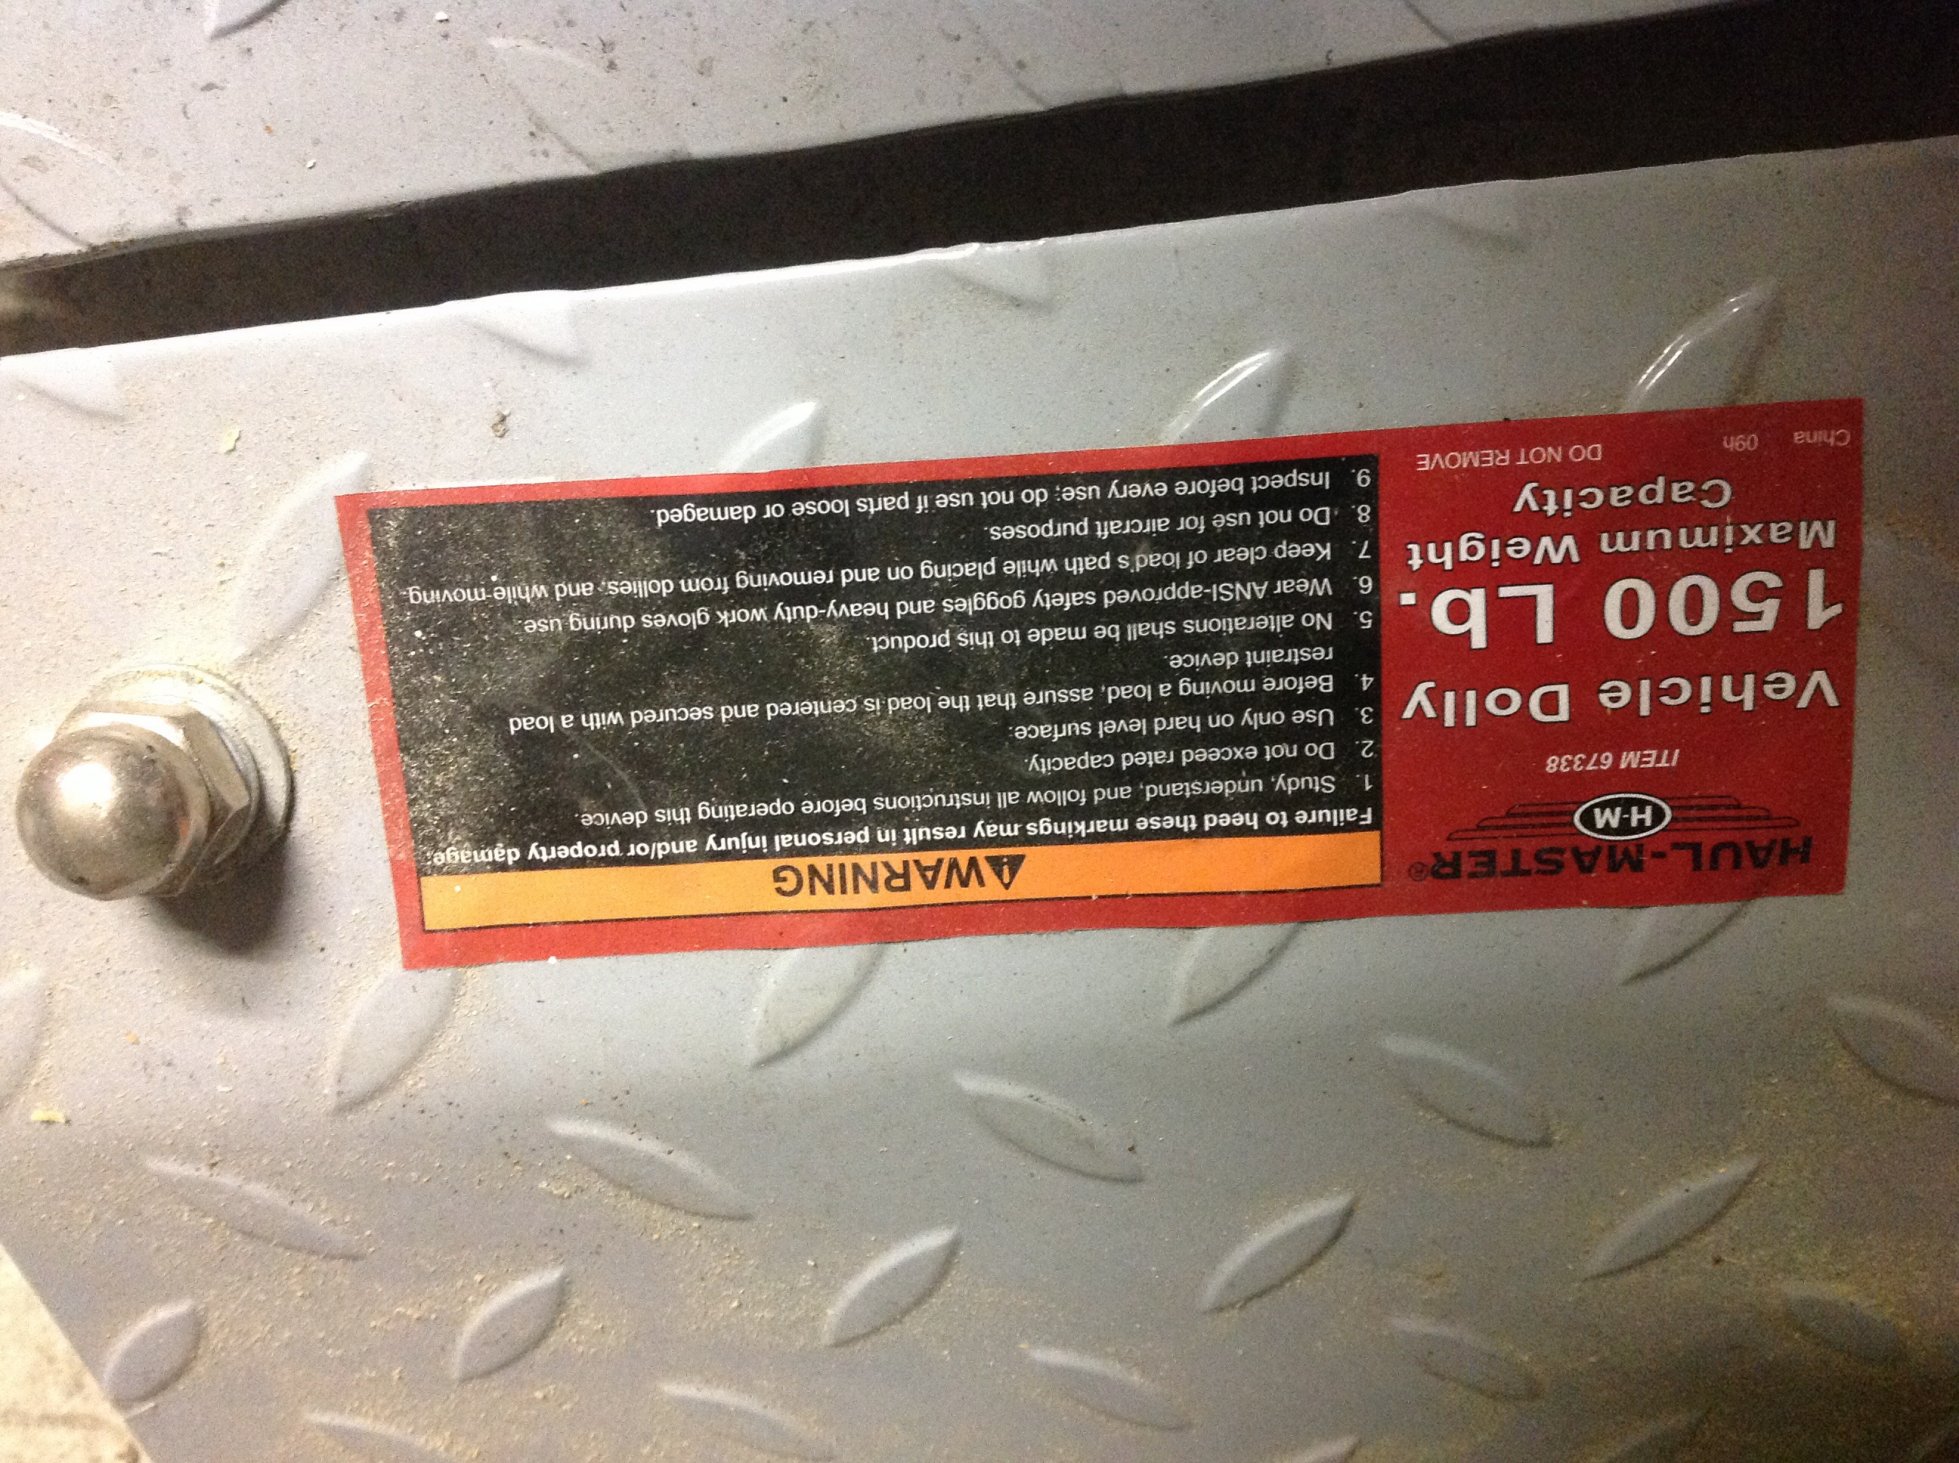 HAUL-MASTER®
H-M
ITEM 67338
Vehicle Dolly
1500 Lb.
Maximum Weight
Capacity
DO NOT REMOVE
China 09h
⚠WARNING
Failure to heed these markings may result in personal injury and/or property damage.
1. Study, understand, and follow all instructions before operating this device.
2. Do not exceed rated capacity.
3. Use only on hard level surface.
4. Before moving a load, assure that the load is centered and secured with a load
restraint device.
5. No alterations shall be made to this product.
6. Wear ANSI-approved safety goggles and heavy-duty work gloves during use.
7. Keep clear of load's path while placing on and removing from dollies, and while moving.
8. Do not use for aircraft purposes.
9. Inspect before every use; do not use if parts loose or damaged.